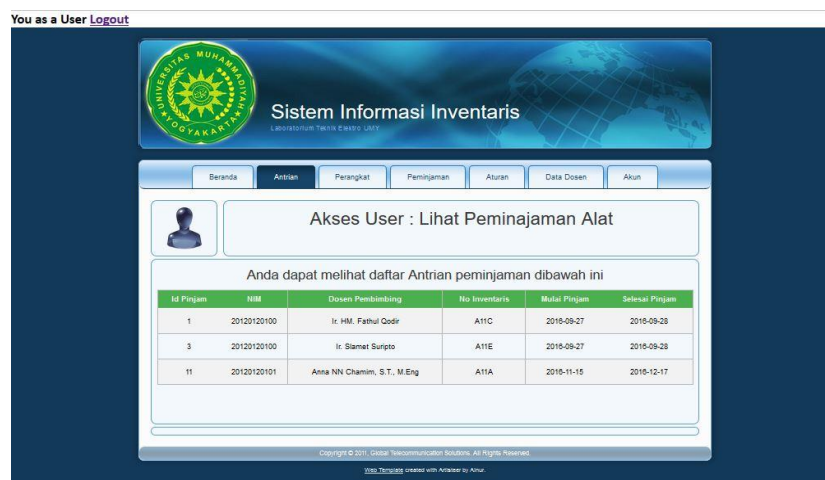 You as a User Logout
UNIVERSITAS MUHAMMADIYAH
YOGYAKARTA
Sistem Informasi Inventaris
Laboratorium Teknik Elektro UMY
Beranda Antrian Perangkat Peminjaman Aturan Data Dosen Akun
Akses User : Lihat Peminajaman Alat
Anda dapat melihat daftar Antrian peminjaman dibawah ini
Id Pinjam NIM Dosen Pembimbing No Inventaris Mulai Pinjam Selesai Pinjam
1 20120120100 Ir. HM. Fathul Qodir A11C 2016-09-27 2016-09-28
3 20120120100 Ir. Slamet Suripto A11E 2016-09-27 2016-09-28
11 20120120101 Anna NN Chamim, S.T., M.Eng A11A 2016-11-15 2016-12-17
Copyright © 2011, Global Telecommunication Solutions. All Rights Reserved.
Web Template created with Artisteer by Ainur.